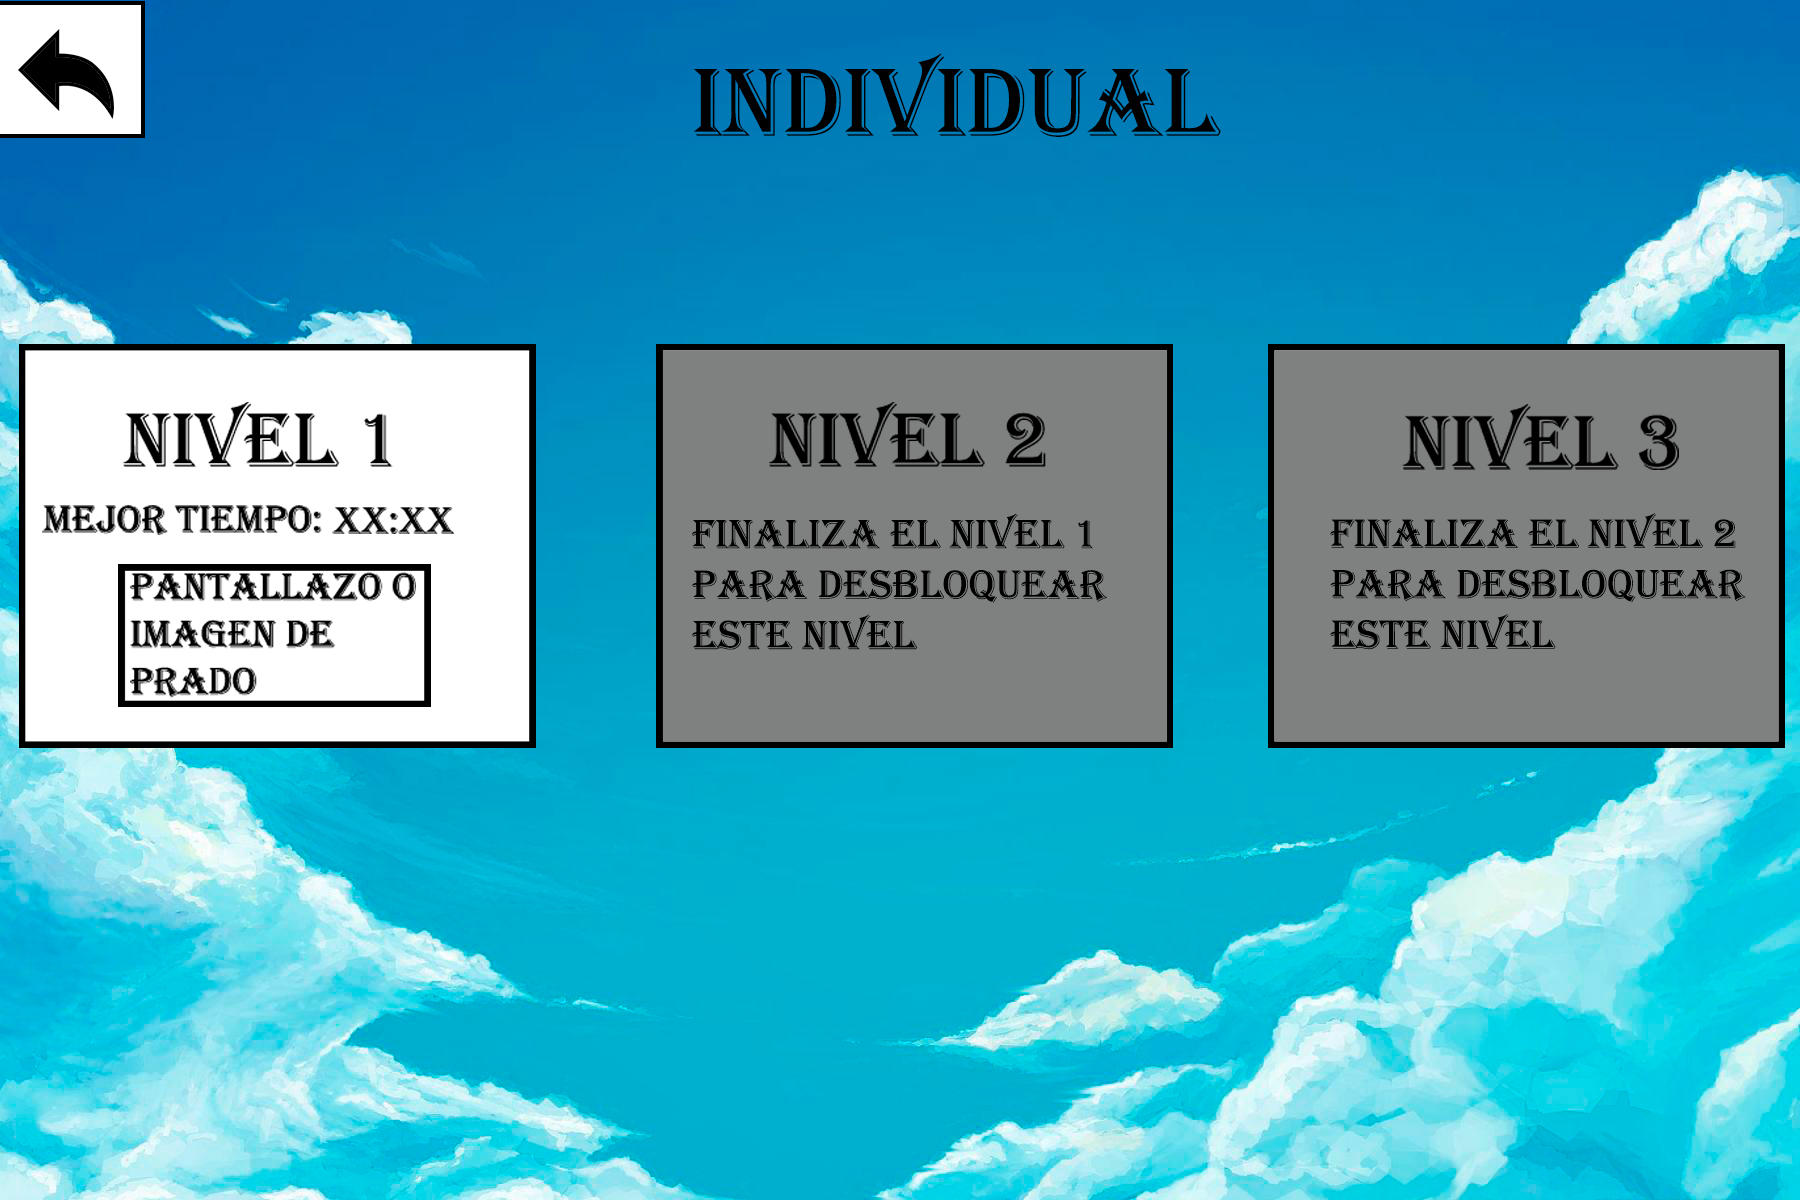 INDIVIDUAL
NIVEL 1
MEJOR TIEMPO: XX:XX
PANTALLAZO O
IMAGEN DE
PRADO
NIVEL 2
FINALIZA EL NIVEL 1
PARA DESBLOQUEAR
ESTE NIVEL
NIVEL 3
FINALIZA EL NIVEL 2
PARA DESBLOQUEAR
ESTE NIVEL